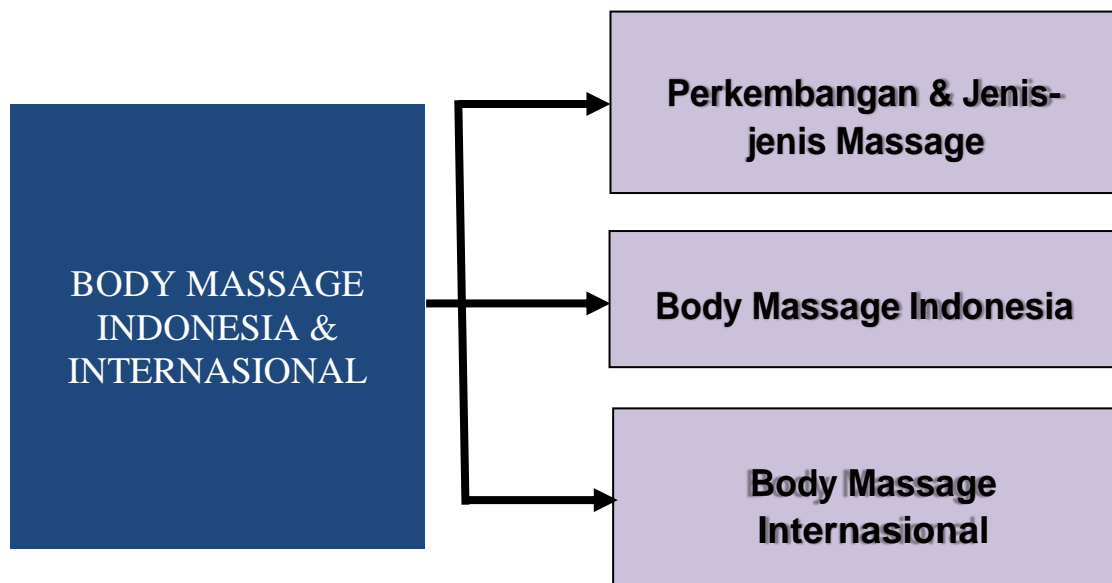 BODY MASSAGE
INDONESIA &
INTERNASIONAL
Perkembangan & Jenis-
jenis Massage
Body Massage Indonesia
Body Massage
Internasional